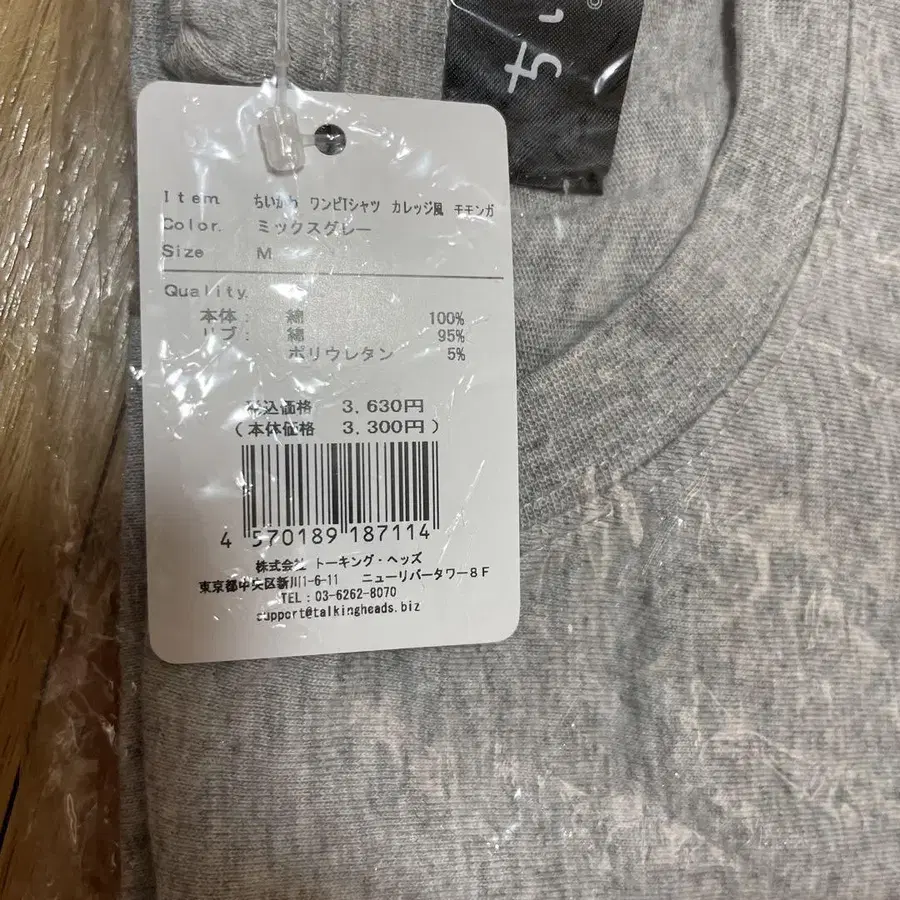 ちい
Item ちいかわ ワンピTシャツ カレッジ風 モモンガ
Color. ミックスグレー
Size M
Quality.
本体： 綿 100%
リブ： 綿 95%
ポリウレタン 5%
税込価格 3,630円
(本体価格 3,300円)
4 570189 187114
株式会社 トーキング・ヘッズ
東京都中央区新川1-6-11 ニューリバータワー８Ｆ
TEL：03-6262-8070
support@talkingheads.biz